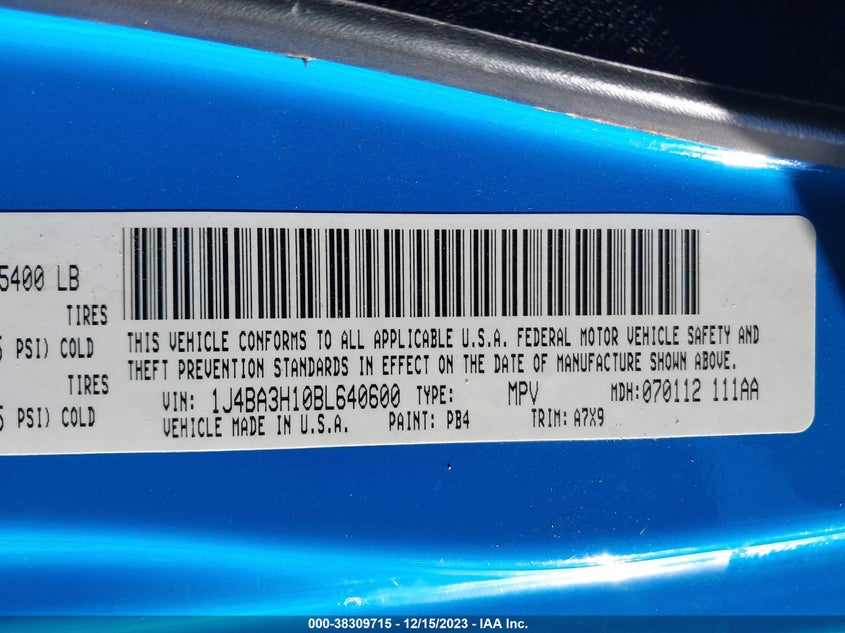 5400 LB
TIRES
PSI) COLD
TIRES
PSI) COLD
THIS VEHICLE CONFORMS TO ALL APPLICABLE U.S.A. FEDERAL MOTOR VEHICLE SAFETY AND
THEFT PREVENTION STANDARDS IN EFFECT ON THE DATE OF MANUFACTURE SHOWN ABOVE.
VIN: 1J4BA3H10BL640600 TYPE: MPV MDH:070112 111AA
VEHICLE MADE IN U.S.A. PAINT: PB4 TRIM: A7X9
000-38309715 - 12/15/2023 - IAA Inc.